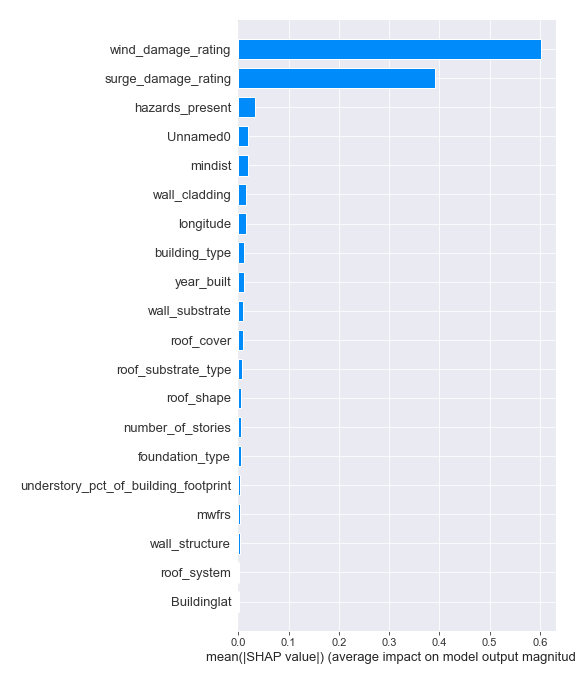 wind_damage_rating
surge_damage_rating
hazards_present
Unnamed0
mindist
wall_cladding
longitude
building_type
year_built
wall_substrate
roof_cover
roof_substrate_type
roof_shape
number_of_stories
foundation_type
understory_pct_of_building_footprint
mwfrs
wall_structure
roof_system
Buildinglat
0.0 0.1 0.2 0.3 0.4 0.5 0.6
mean(|SHAP value|) (average impact on model output magnitud